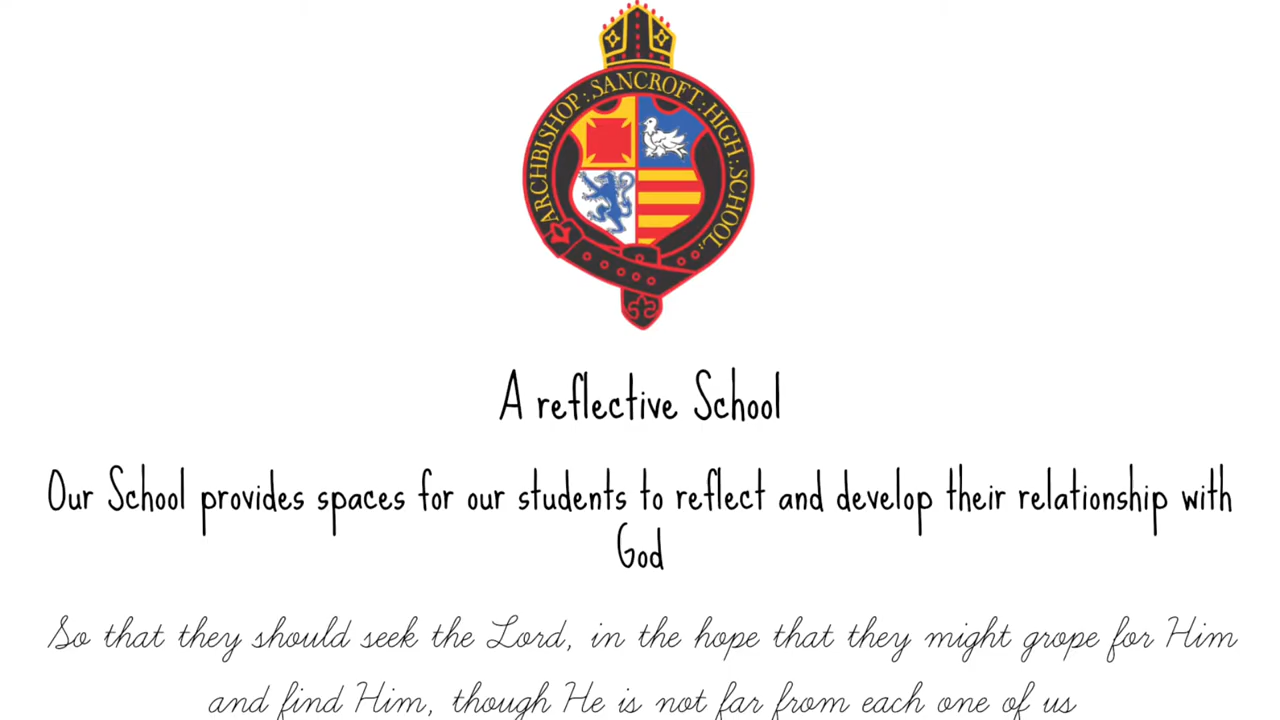 ARCHBISHOP : SANCROFT : HIGH : SCHOOL :
A reflective School
Our School provides spaces for our students to reflect and develop their relationship with
God
So that they should seek the Lord, in the hope that they might grope for Him
and find Him, though He is not far from each one of us